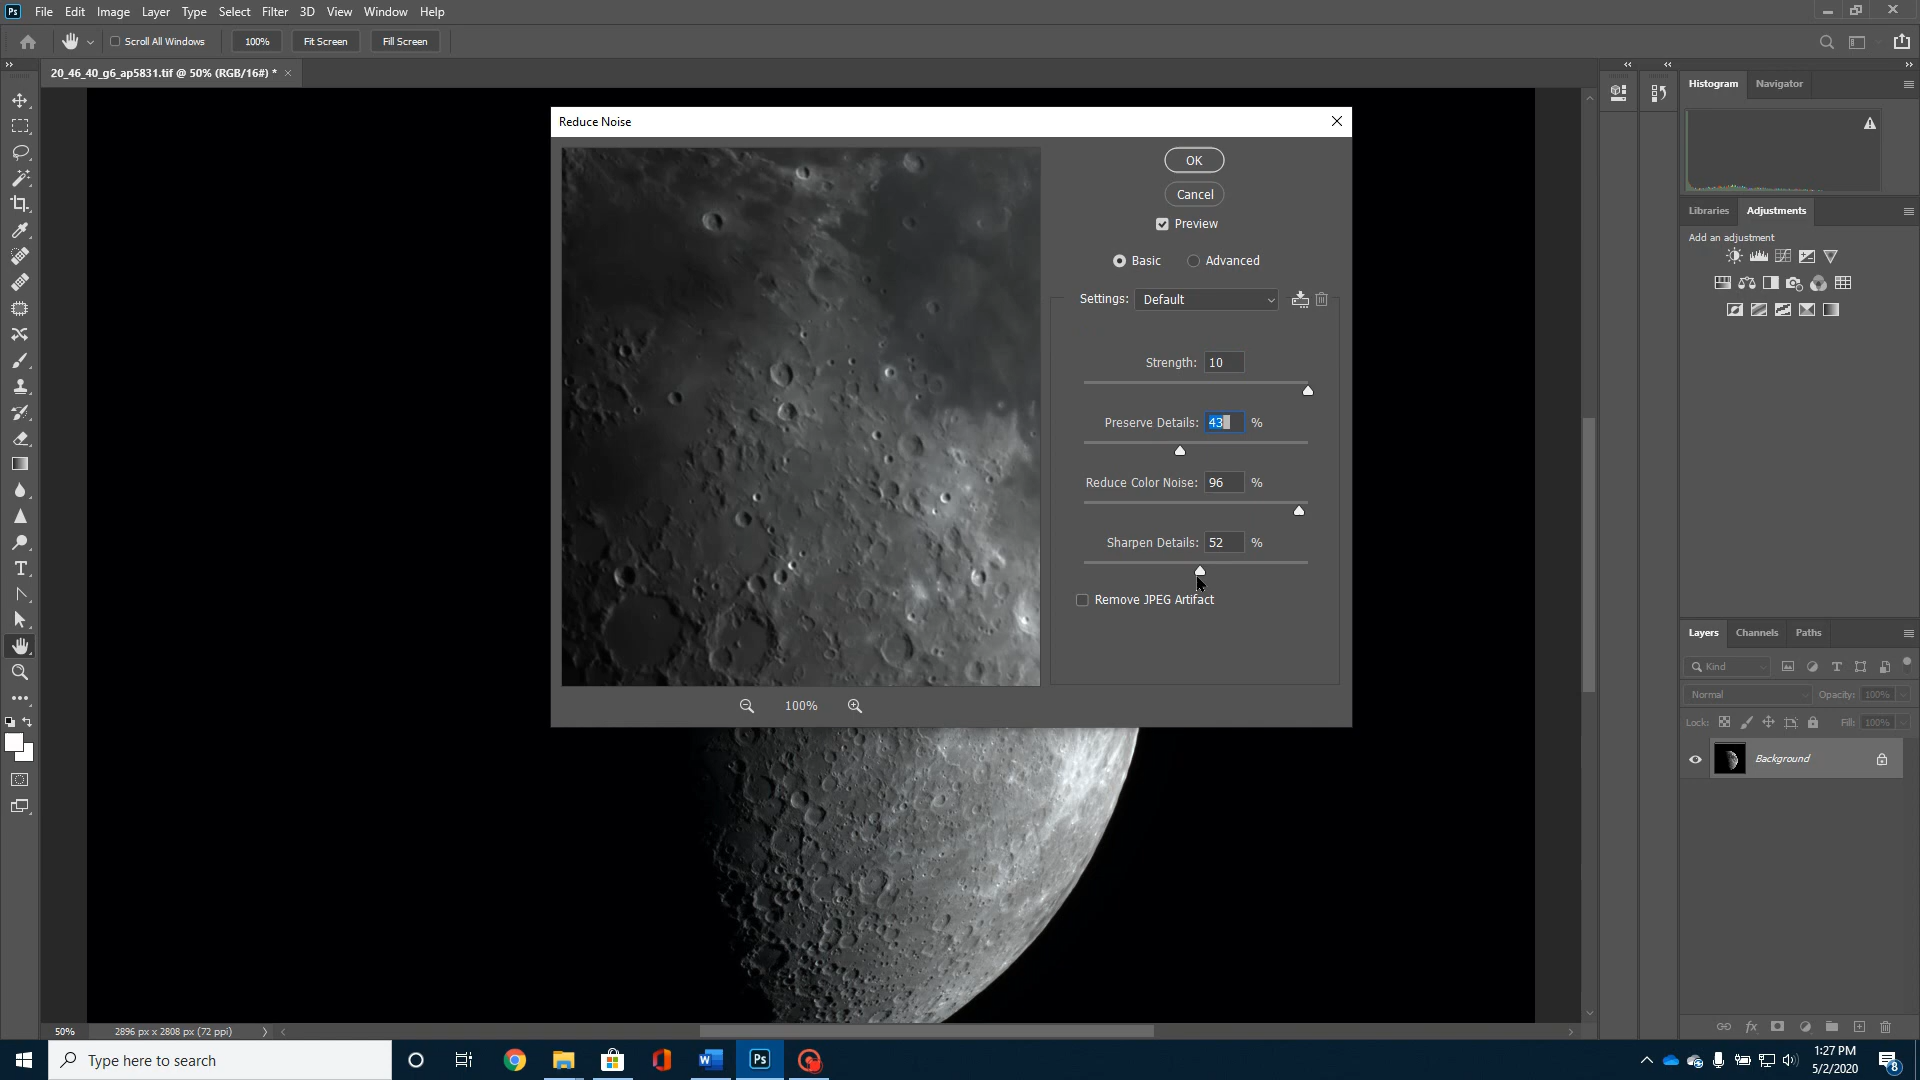 Ps File Edit Image Layer Type Select Filter 3D View Window Help
Scroll All Windows 100% Fit Screen Fill Screen
20_46_40_g6_ap5831.tif @ 50% (RGB/16#) *
Reduce Noise
OK
Cancel
Preview
Basic Advanced
Settings: Default
Strength: 10
Preserve Details: 43 %
Reduce Color Noise: 96 %
Sharpen Details: 52 %
Remove JPEG Artifact
100%
Histogram Navigator
Libraries Adjustments
Add an adjustment
Layers Channels Paths
Kind
Normal Opacity: 100%
Lock: Fill: 100%
Background
fx
50% 2896 px x 2808 px (72 ppi)
Type here to search
Ps
1:27 PM
5/2/2020
8